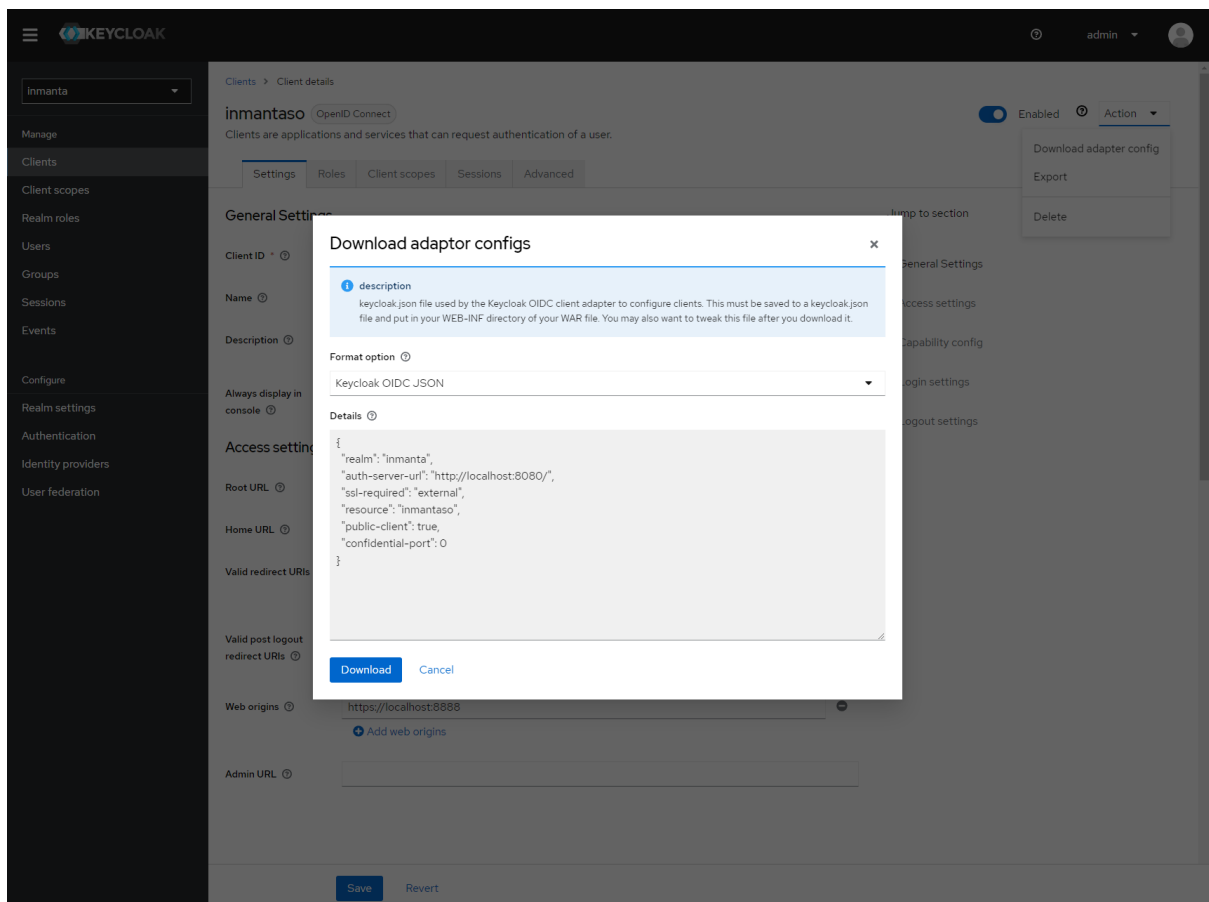 KEYCLOAK
admin
inmanta
Manage
Clients
Client scopes
Realm roles
Users
Groups
Sessions
Events
Configure
Realm settings
Authentication
Identity providers
User federation
Clients > Client details
inmantaso OpenID Connect
Enabled
Action
Clients are applications and services that can request authentication of a user.
Download adapter config
Export
Delete
Settings Roles Client scopes Sessions Advanced
General Settings
Jump to section
Client ID *
General Settings
Name
Access settings
Description
Capability config
Always display in
console
Login settings
Logout settings
Access setting
Root URL
Home URL
Valid redirect URIs
Valid post logout
redirect URIs
Web origins
https://localhost:8888
Add web origins
Admin URL
Save Revert
Download adaptor configs
description
keycloak.json file used by the Keycloak OIDC client adapter to configure clients. This must be saved to a keycloak.json
file and put in your WEB-INF directory of your WAR file. You may also want to tweak this file after you download it.
Format option
Keycloak OIDC JSON
Details
{
"realm": "inmanta",
"auth-server-url": "http://localhost:8080/",
"ssl-required": "external",
"resource": "inmantaso",
"public-client": true,
"confidential-port": 0
}
Download Cancel